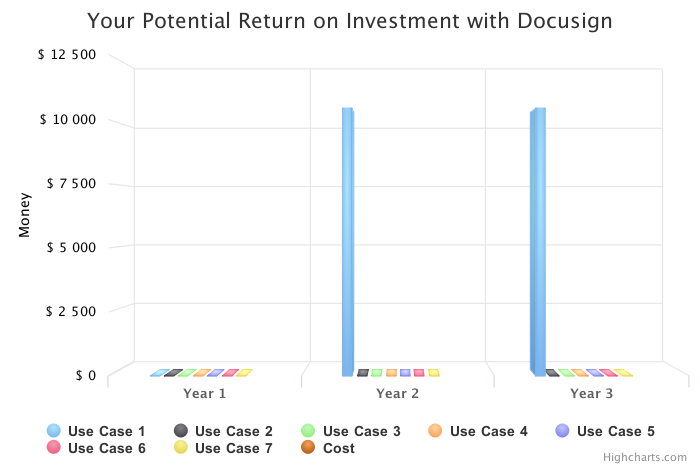 Your Potential Return on Investment with Docusign
$ 12 500
$ 10 000
$ 7 500
$ 5 000
$ 2 500
$ 0
Money
Year 1 Year 2 Year 3
Use Case 1 Use Case 2 Use Case 3 Use Case 4 Use Case 5
Use Case 6 Use Case 7 Cost
Highcharts.com